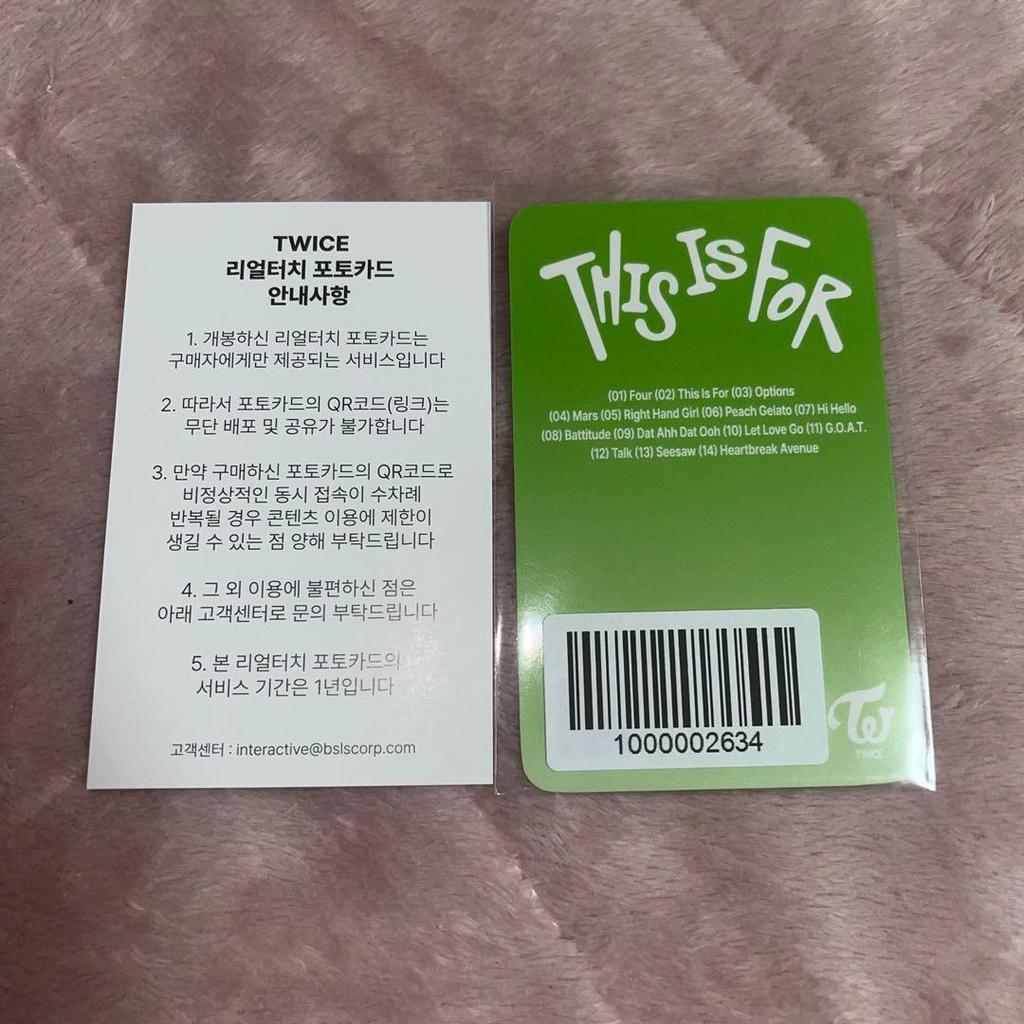 TWICE
리얼터치 포토카드
안내사항
1. 개봉하신 리얼터치 포토카드는
구매자에게만 제공되는 서비스입니다
2. 따라서 포토카드의 QR코드(링크)는
무단 배포 및 공유가 불가합니다
3. 만약 구매하신 포토카드의 QR코드로
비정상적인 동시 접속이 수차례
반복될 경우 콘텐츠 이용에 제한이
생길 수 있는 점 양해 부탁드립니다
4. 그 외 이용에 불편하신 점은
아래 고객센터로 문의 부탁드립니다
5. 본 리얼터치 포토카드의
서비스 기간은 1년입니다
고객센터 : interactive@bslscorp.com
THIS IS FOR
(01) Four (02) This Is For (03) Options
(04) Mars (05) Right Hand Girl (06) Peach Gelato (07) Hi Hello
(08) Battitude (09) Dat Ahh Dat Ooh (10) Let Love Go (11) G.O.A.T.
(12) Talk (13) Seesaw (14) Heartbreak Avenue
1000002634
TW
TWICE